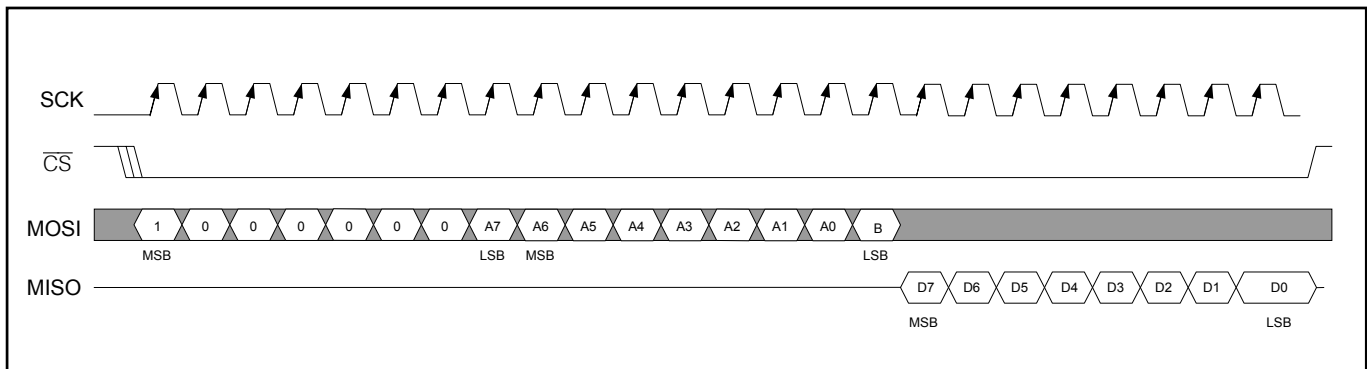 SCK
CS
MOSI 1 0 0 0 0 0 0 A7 A6 A5 A4 A3 A2 A1 A0 B
MSB LSB MSB LSB
MISO D7 D6 D5 D4 D3 D2 D1 D0
MSB LSB